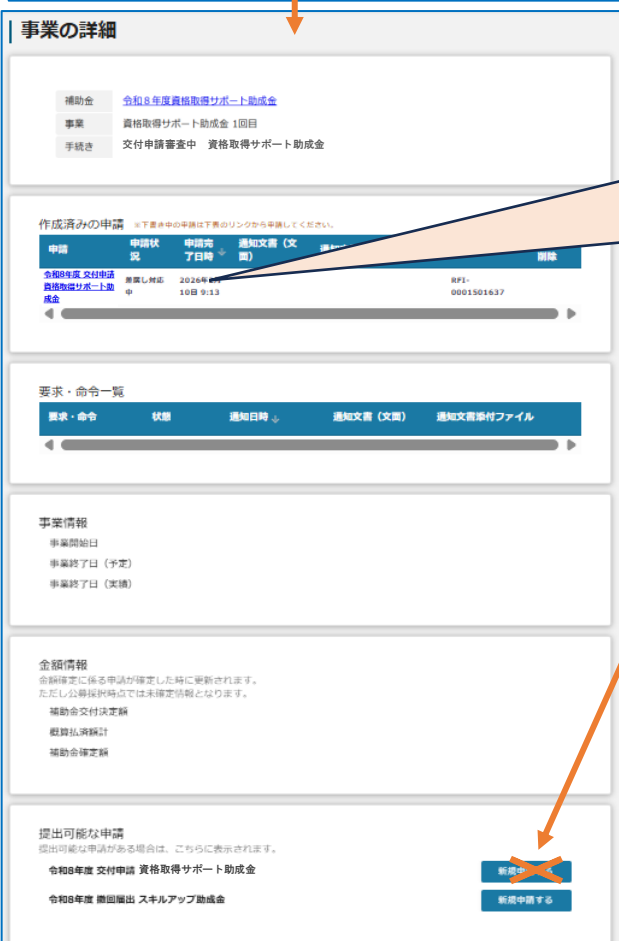 事業の詳細
補助金 令和８年度資格取得サポート助成金
事業 資格取得サポート助成金 1回目
手続き 交付申請審査中 資格取得サポート助成金
作成済みの申請 ※下書き中の申請は下表のリンクから申請してください。
申請 申請状況 申請完了日時 通知文書（文面） 削除
令和8年度 交付申請 資格取得サポート助成金 差戻し対応中 2026年 10日 9:13 RFI-0001501637
要求・命令一覧
要求・命令 状態 通知日時 通知文書（文面） 通知文書添付ファイル
事業情報
事業開始日
事業終了日（予定）
事業終了日（実績）
金額情報
金額確定に係る申請が確定した時に更新されます。
ただし公募採択時点では未確定情報となります。
補助金交付決定額
概算払済額計
補助金確定額
提出可能な申請
提出可能な申請がある場合は、こちらに表示されます。
令和8年度 交付申請 資格取得サポート助成金 新規申
令和8年度 撤回届出 スキルアップ助成金 新規申請する